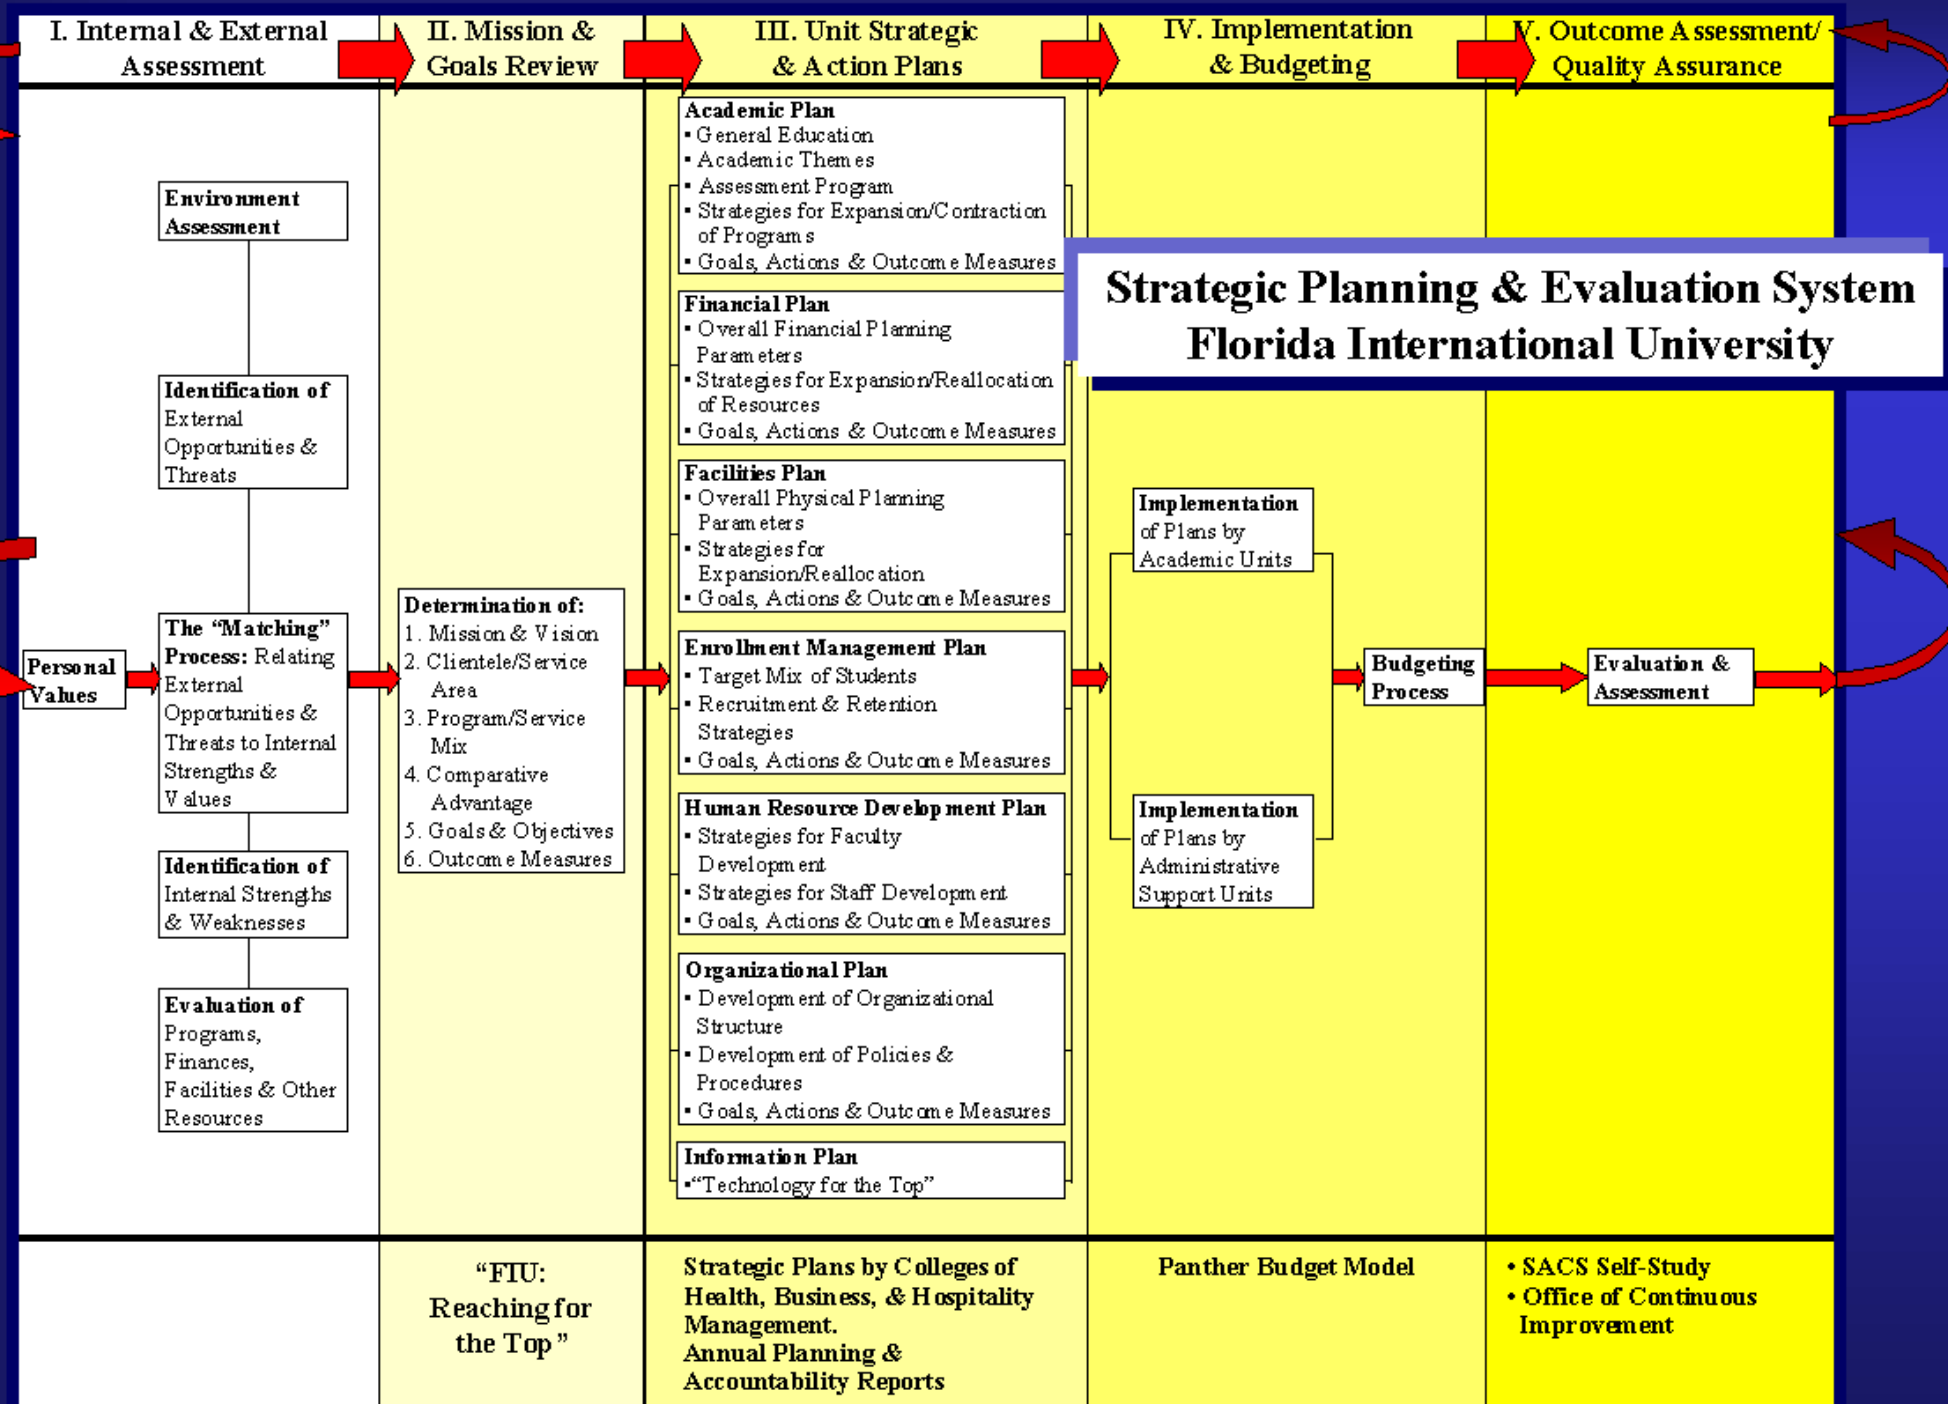 I. Internal & External
Assessment
II. Mission &
Goals Review
III. Unit Strategic
& Action Plans
IV. Implementation
& Budgeting
V. Outcome Assessment/
Quality Assurance
Strategic Planning & Evaluation System
Florida International University
Environment
Assessment
Identification of
External
Opportunities &
Threats
Personal
Values
The “Matching”
Process: Relating
External
Opportunities &
Threats to Internal
Strengths &
Values
Identification of
Internal Strengths
& Weaknesses
Evaluation of
Programs,
Finances,
Facilities & Other
Resources
Determination of:
1. Mission & Vision
2. Clientele/Service
Area
3. Program/Service
Mix
4. Comparative
Advantage
5. Goals & Objectives
6. Outcome Measures
Academic Plan
▪ General Education
▪ Academic Themes
▪ Assessment Program
▪ Strategies for Expansion/Contraction
of Programs
▪ Goals, Actions & Outcome Measures
Financial Plan
▪ Overall Financial Planning
Parameters
▪ Strategies for Expansion/Reallocation
of Resources
▪ Goals, Actions & Outcome Measures
Facilities Plan
▪ Overall Physical Planning
Parameters
▪ Strategies for
Expansion/Reallocation
▪ Goals, Actions & Outcome Measures
Enrollment Management Plan
▪ Target Mix of Students
▪ Recruitment & Retention
Strategies
▪ Goals, Actions & Outcome Measures
Human Resource Development Plan
▪ Strategies for Faculty
Development
▪ Strategies for Staff Development
▪ Goals, Actions & Outcome Measures
Organizational Plan
▪ Development of Organizational
Structure
▪ Development of Policies &
Procedures
▪ Goals, Actions & Outcome Measures
Information Plan
▪“Technology for the Top”
Implementation
of Plans by
Academic Units
Implementation
of Plans by
Administrative
Support Units
Budgeting
Process
Evaluation &
Assessment
“FIU:
Reaching for
the Top”
Strategic Plans by Colleges of
Health, Business, & Hospitality
Management.
Annual Planning &
Accountability Reports
Panther Budget Model
• SACS Self-Study
• Office of Continuous
Improvement